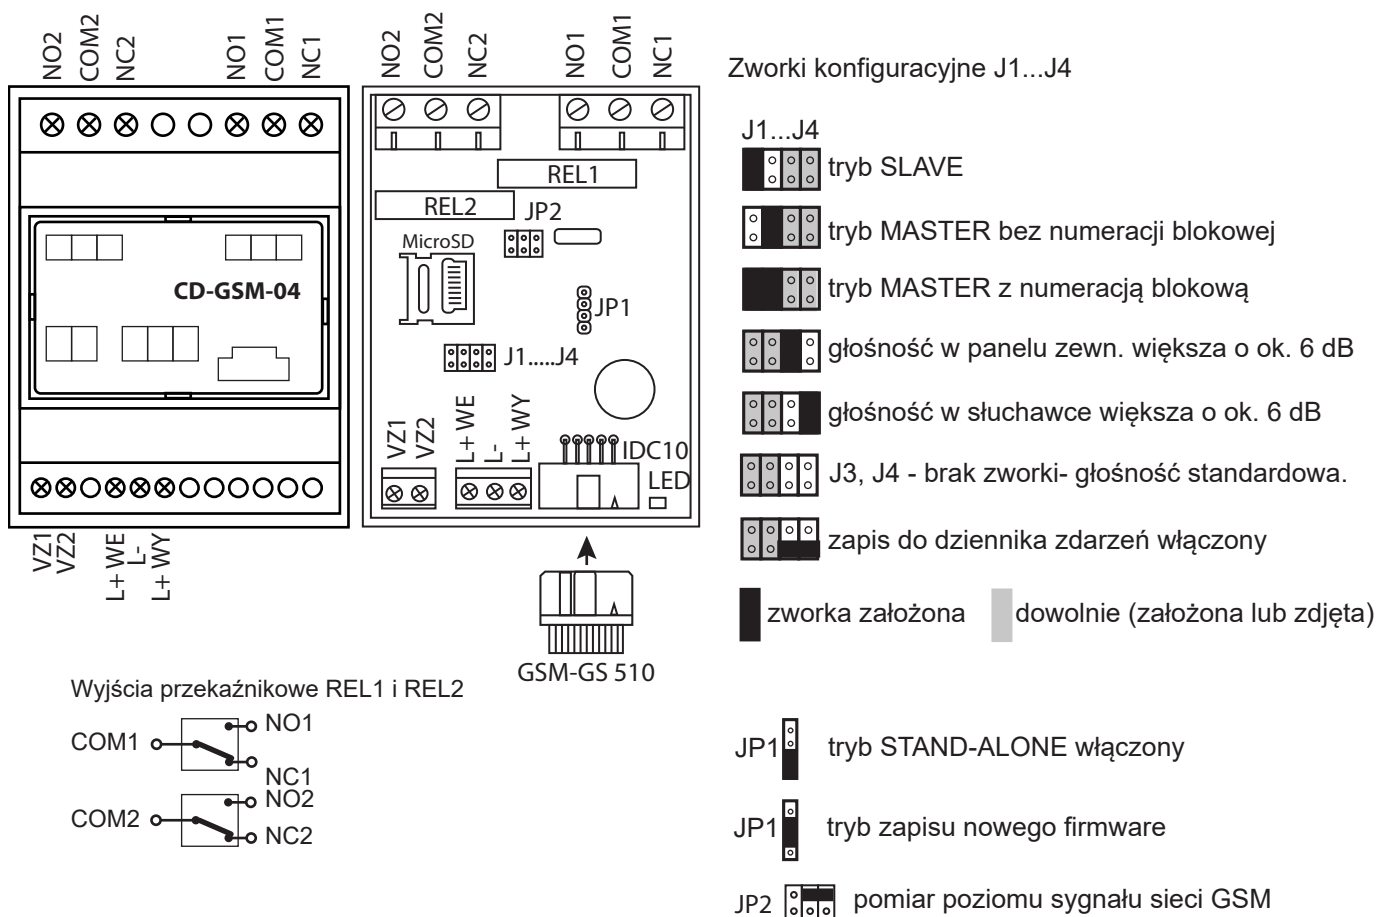 NO2 COM2 NC2 NO1 COM1 NC1
NO2 COM2 NC2 NO1 COM1 NC1
CD-GSM-04
VZ1 VZ2 L+ WE L- L+ WY
REL1
REL2
JP2
MicroSD
JP1
J1.....J4
VZ1 VZ2 L+ WE L- L+ WY
IDC10
LED
GSM-GS 510
Zworki konfiguracyjne J1...J4
J1...J4
tryb SLAVE
tryb MASTER bez numeracji blokowej
tryb MASTER z numeracją blokową
głośność w panelu zewn. większa o ok. 6 dB
głośność w słuchawce większa o ok. 6 dB
J3, J4 - brak zworki- głośność standardowa.
zapis do dziennika zdarzeń włączony
zworka założona
dowolnie (założona lub zdjęta)
Wyjścia przekaźnikowe REL1 i REL2
COM1
NO1
NC1
COM2
NO2
NC2
JP1 tryb STAND-ALONE włączony
JP1 tryb zapisu nowego firmware
JP2 pomiar poziomu sygnału sieci GSM